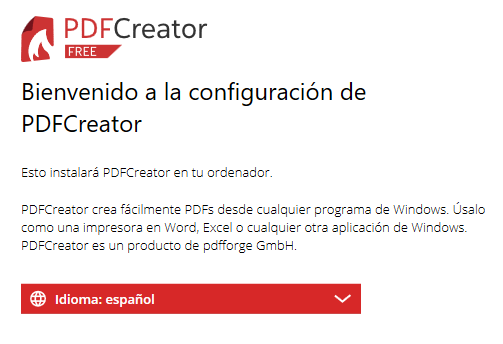 PDFCreator
FREE
Bienvenido a la configuración de
PDFCreator
Esto instalará PDFCreator en tu ordenador.
PDFCreator crea fácilmente PDFs desde cualquier programa de Windows. Úsalo
como una impresora en Word, Excel o cualquier otra aplicación de Windows.
PDFCreator es un producto de pdfforge GmbH.
Idioma: español